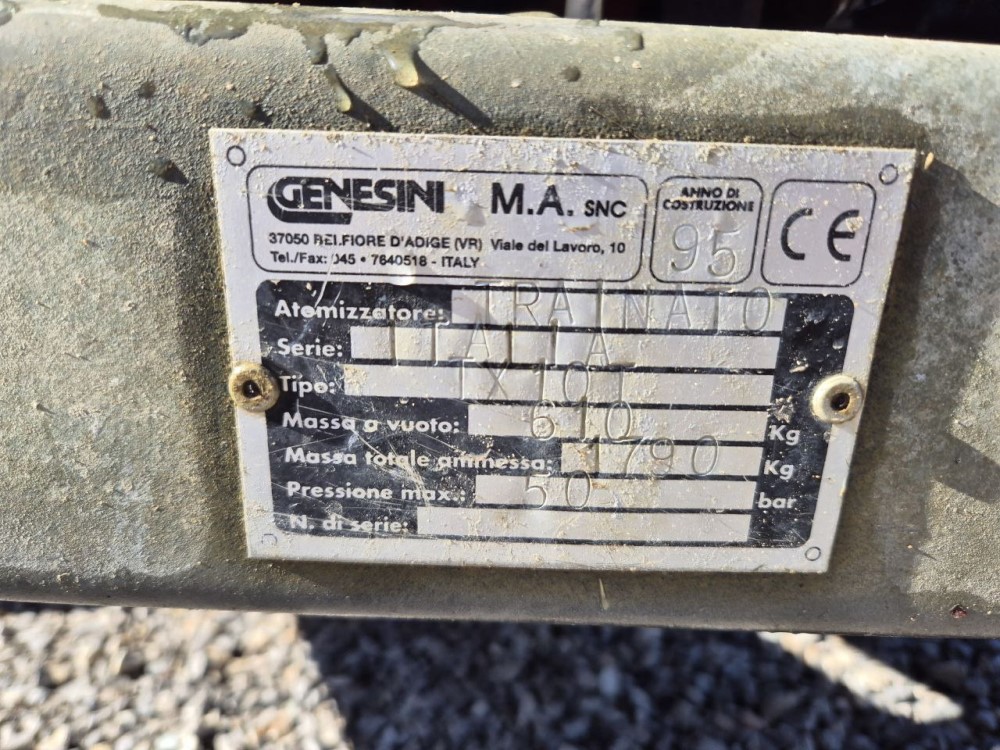 GENESINI M.A. SNC
37050 BELFIORE D'ADIGE (VR) Viale del Lavoro, 10
Tel./Fax: 045 • 7640518 - ITALY
ANNO DI
COSTRUZIONE
95
CE
Atomizzatore: TRAINATO
Serie: ITALIA
Tipo: TX10T
Massa a vuoto: 610 Kg
Massa totale ammessa: 1790 Kg
Pressione max.: 50 bar
N. di serie: